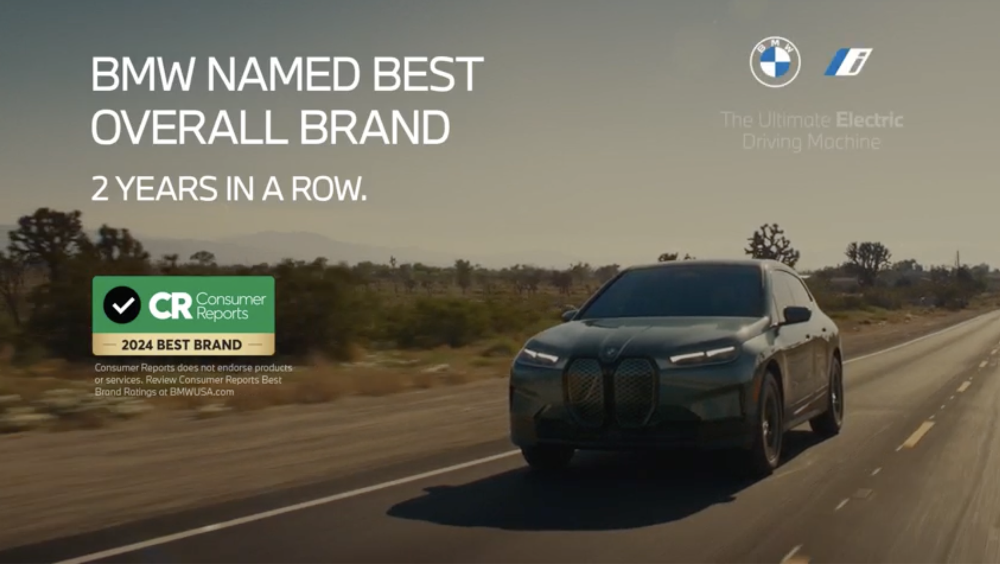 BMW NAMED BEST
OVERALL BRAND
2 YEARS IN A ROW.
BMW
i
The Ultimate Electric
Driving Machine
CR Consumer
Reports
2024 BEST BRAND
Consumer Reports does not endorse products
or services. Review Consumer Reports Best
Brand Ratings at BMWUSA.com